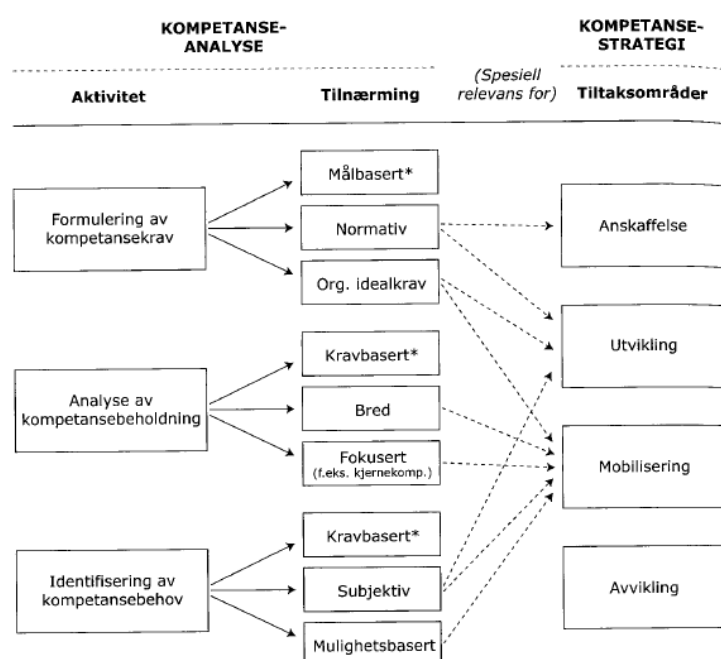 KOMPETANSE-
ANALYSE
KOMPETANSE-
STRATEGI
Aktivitet
Tilnærming
(Spesiell
relevans for)
Tiltaksområder
Formulering av
kompetansekrav
Målbasert*
Normativ
Org. idealkrav
Anskaffelse
Utvikling
Analyse av
kompetansebeholdning
Kravbasert*
Bred
Fokusert
(f.eks. kjernekomp.)
Mobilisering
Identifisering av
kompetansebehov
Kravbasert*
Subjektiv
Mulighetsbasert
Avvikling